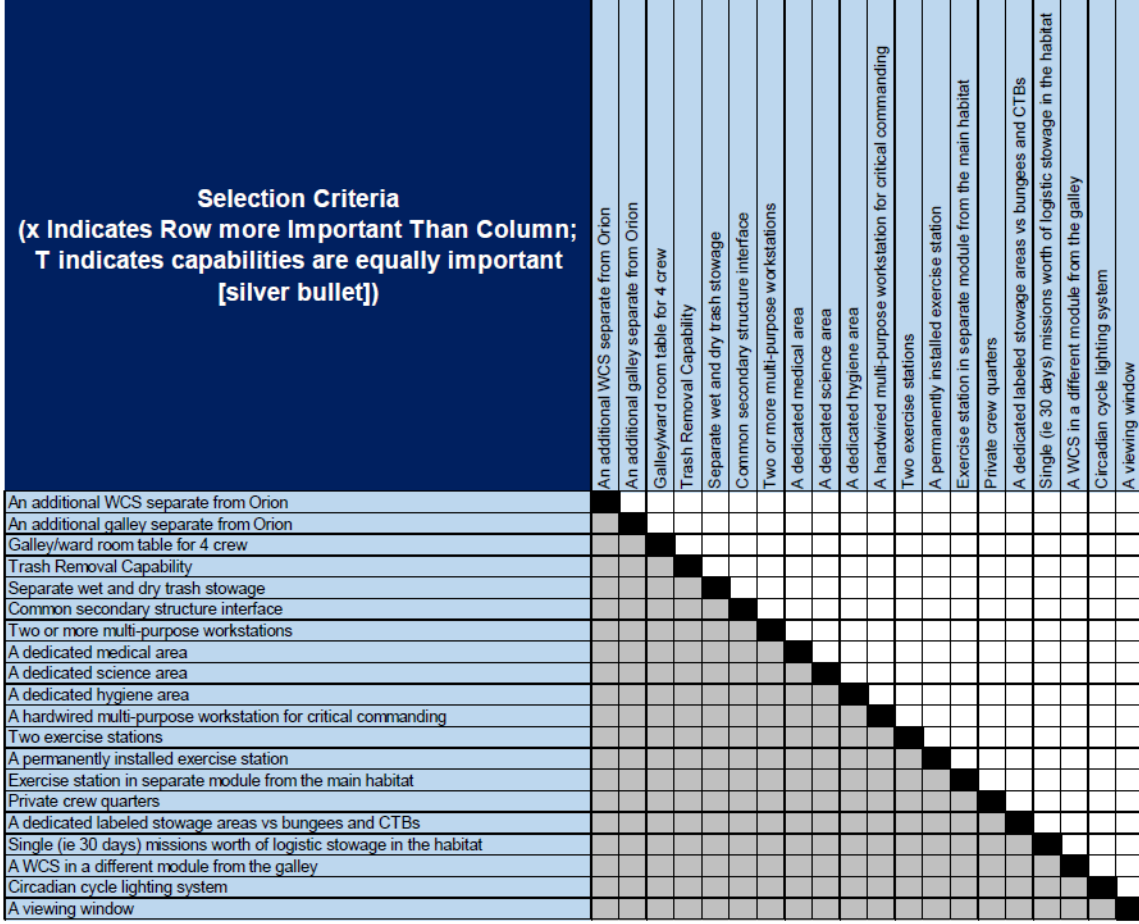 Selection Criteria
(x Indicates Row more Important Than Column;
T indicates capabilities are equally important
[silver bullet])
An additional WCS separate from Orion
An additional galley separate from Orion
Galley/ward room table for 4 crew
Trash Removal Capability
Separate wet and dry trash stowage
Common secondary structure interface
Two or more multi-purpose workstations
A dedicated medical area
A dedicated science area
A dedicated hygiene area
A hardwired multi-purpose workstation for critical commanding
Two exercise stations
A permanently installed exercise station
Exercise station in separate module from the main habitat
Private crew quarters
A dedicated labeled stowage areas vs bungees and CTBs
Single (ie 30 days) missions worth of logistic stowage in the habitat
A WCS in a different module from the galley
Circadian cycle lighting system
A viewing window
An additional WCS separate from Orion
An additional galley separate from Orion
Galley/ward room table for 4 crew
Trash Removal Capability
Separate wet and dry trash stowage
Common secondary structure interface
Two or more multi-purpose workstations
A dedicated medical area
A dedicated science area
A dedicated hygiene area
A hardwired multi-purpose workstation for critical commanding
Two exercise stations
A permanently installed exercise station
Exercise station in separate module from the main habitat
Private crew quarters
A dedicated labeled stowage areas vs bungees and CTBs
Single (ie 30 days) missions worth of logistic stowage in the habitat
A WCS in a different module from the galley
Circadian cycle lighting system
A viewing window